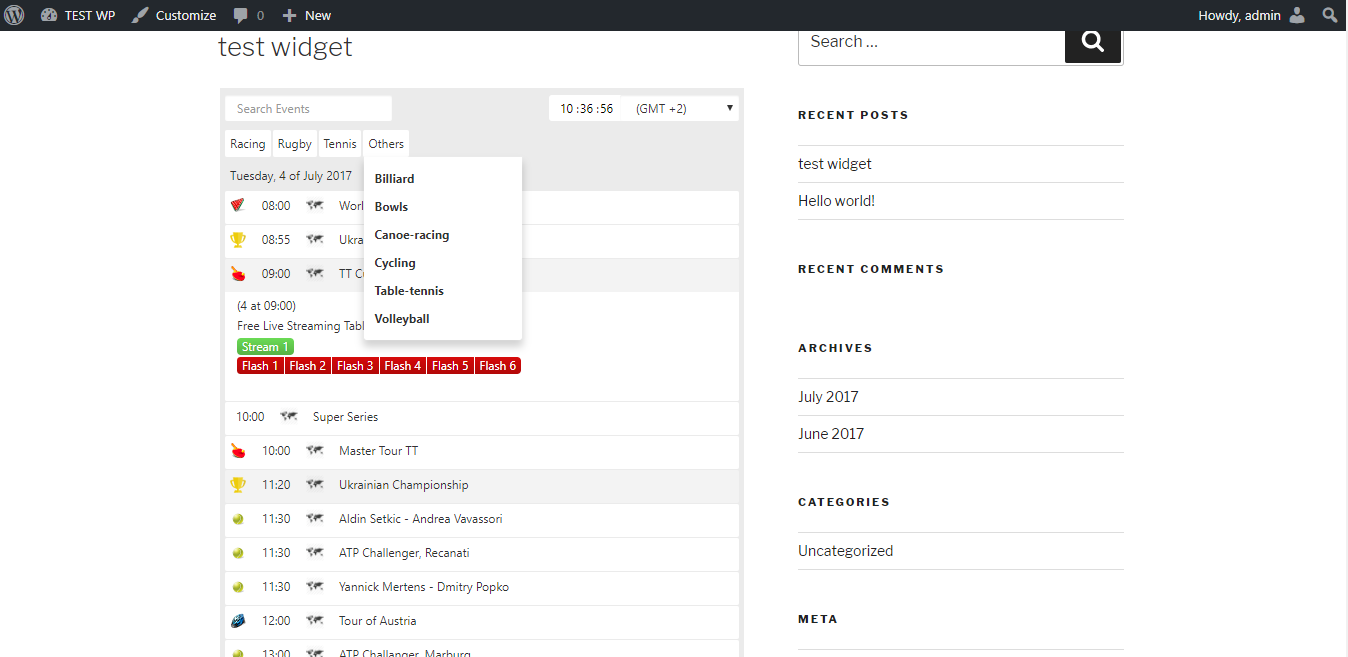 TEST WP Customize 0 New Howdy, admin
test widget
Search Events 10 :36 :56 (GMT +2)
Racing Rugby Tennis Others
Tuesday, 4 of July 2017
Billiard
Bowls
Canoe-racing
Cycling
Table-tennis
Volleyball
08:00 Worl
08:55 Ukra
09:00 TT C
(4 at 09:00)
Free Live Streaming Tabl
Stream 1
Flash 1 Flash 2 Flash 3 Flash 4 Flash 5 Flash 6
10:00 Super Series
10:00 Master Tour TT
11:20 Ukrainian Championship
11:30 Aldin Setkic - Andrea Vavassori
11:30 ATP Challenger, Recanati
11:30 Yannick Mertens - Dmitry Popko
12:00 Tour of Austria
13:00 ATP Challanger, Marburg
Search …
RECENT POSTS
test widget
Hello world!
RECENT COMMENTS
ARCHIVES
July 2017
June 2017
CATEGORIES
Uncategorized
META